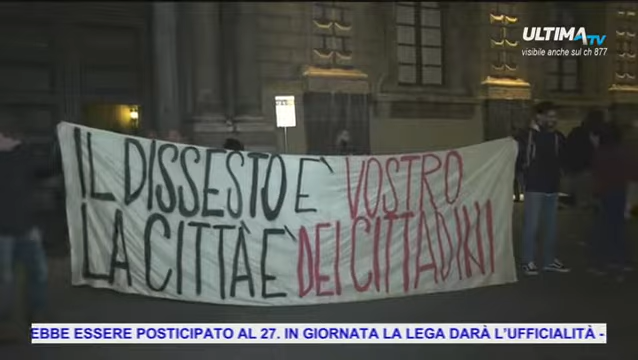 ULTIMA TV
visibile anche sul ch 877
IL DISSESTO E' VOSTRO
LA CITTÀ E' DEI CITTADINI
EBBE ESSERE POSTICIPATO AL 27. IN GIORNATA LA LEGA DARÀ L'UFFICIALITÀ -